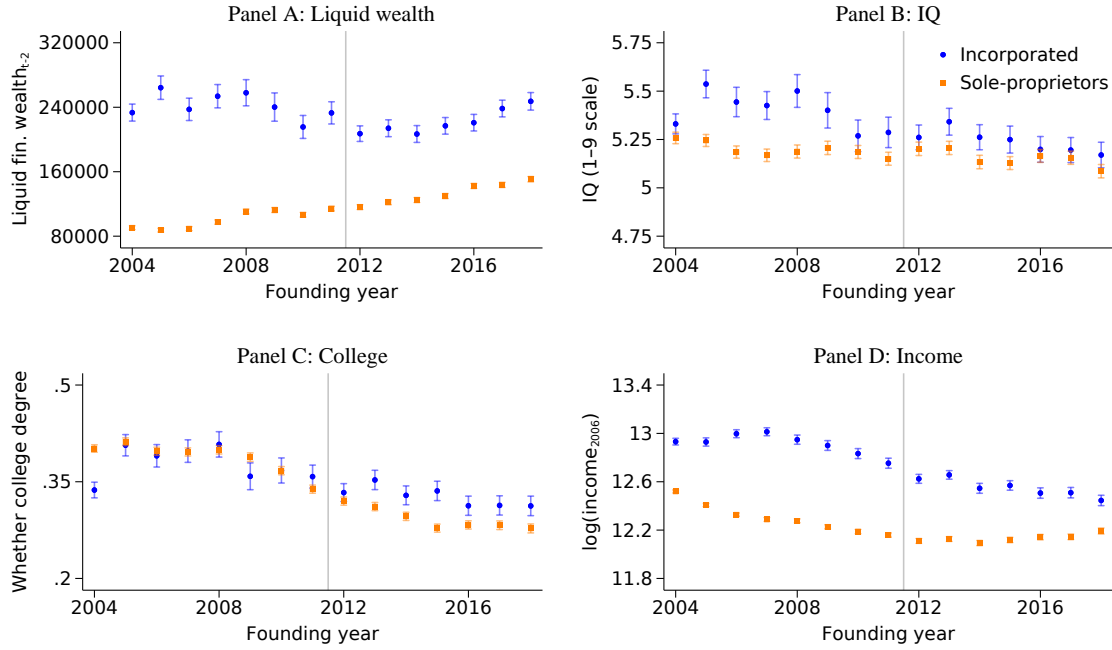 Panel A: Liquid wealth
Liquid fin. wealth t-2
320000
240000
160000
80000
2004 2008 2012 2016
Founding year
Panel B: IQ
IQ (1–9 scale)
5.75
5.5
5.25
5
4.75
Incorporated
Sole-proprietors
2004 2008 2012 2016
Founding year
Panel C: College
Whether college degree
.5
.35
.2
2004 2008 2012 2016
Founding year
Panel D: Income
log(income2006)
13.4
13
12.6
12.2
11.8
2004 2008 2012 2016
Founding year